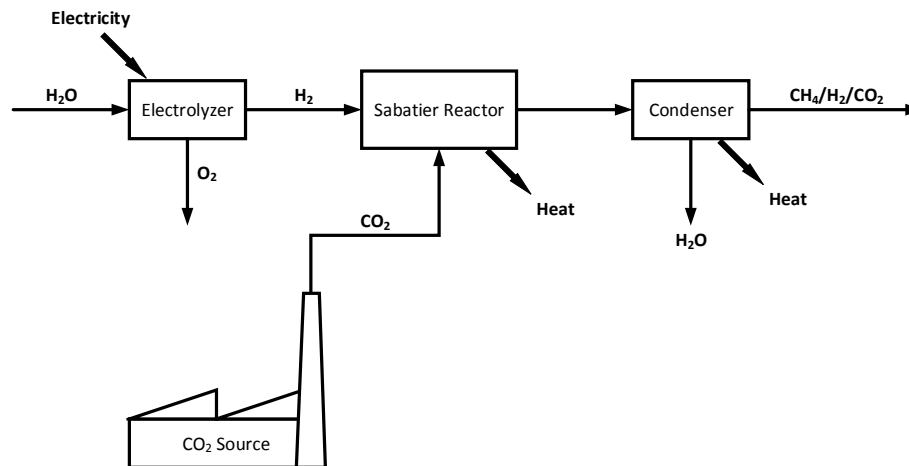 Electricity
H₂O
Electrolyzer
H₂
Sabatier Reactor
Condenser
CH₄/H₂/CO₂
O₂
Heat
Heat
CO₂
H₂O
CO₂ Source